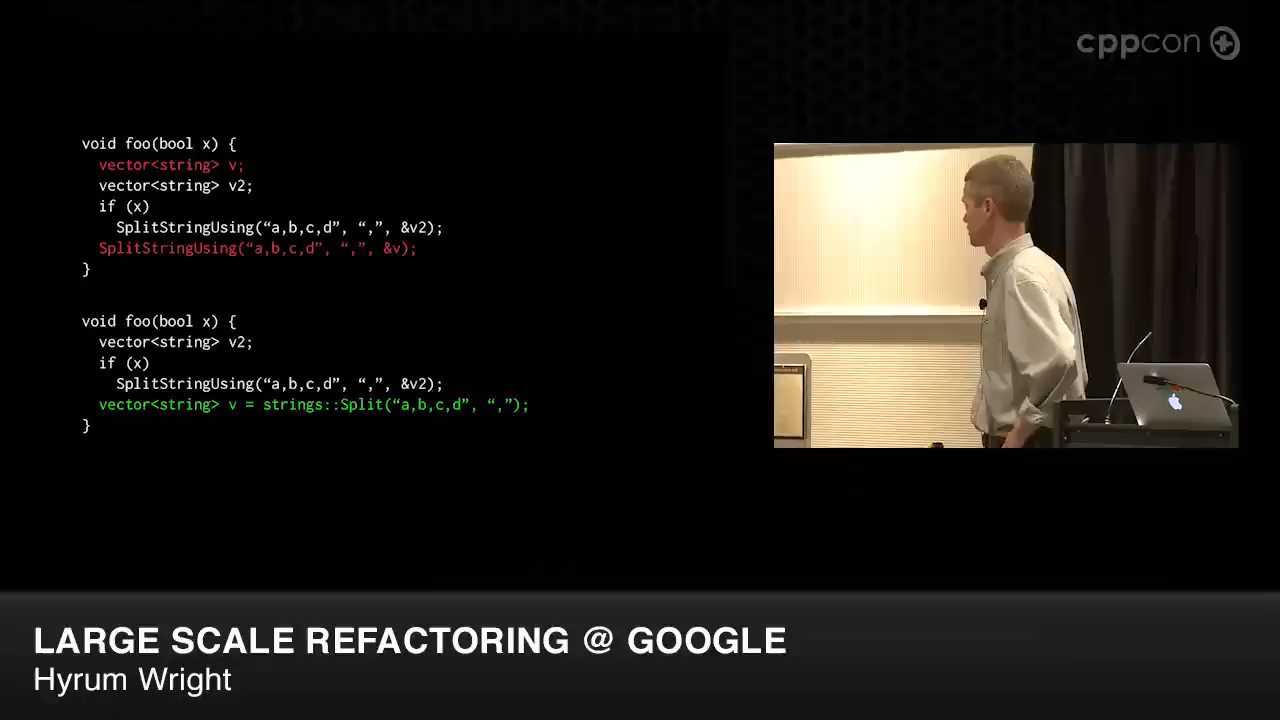 cppcon
void foo(bool x) {
vector<string> v;
vector<string> v2;
if (x)
SplitStringUsing(“a,b,c,d”, “,”, &v2);
SplitStringUsing(“a,b,c,d”, “,”, &v);
}
void foo(bool x) {
vector<string> v2;
if (x)
SplitStringUsing(“a,b,c,d”, “,”, &v2);
vector<string> v = strings::Split(“a,b,c,d”, “,”);
}
LARGE SCALE REFACTORING @ GOOGLE
Hyrum Wright